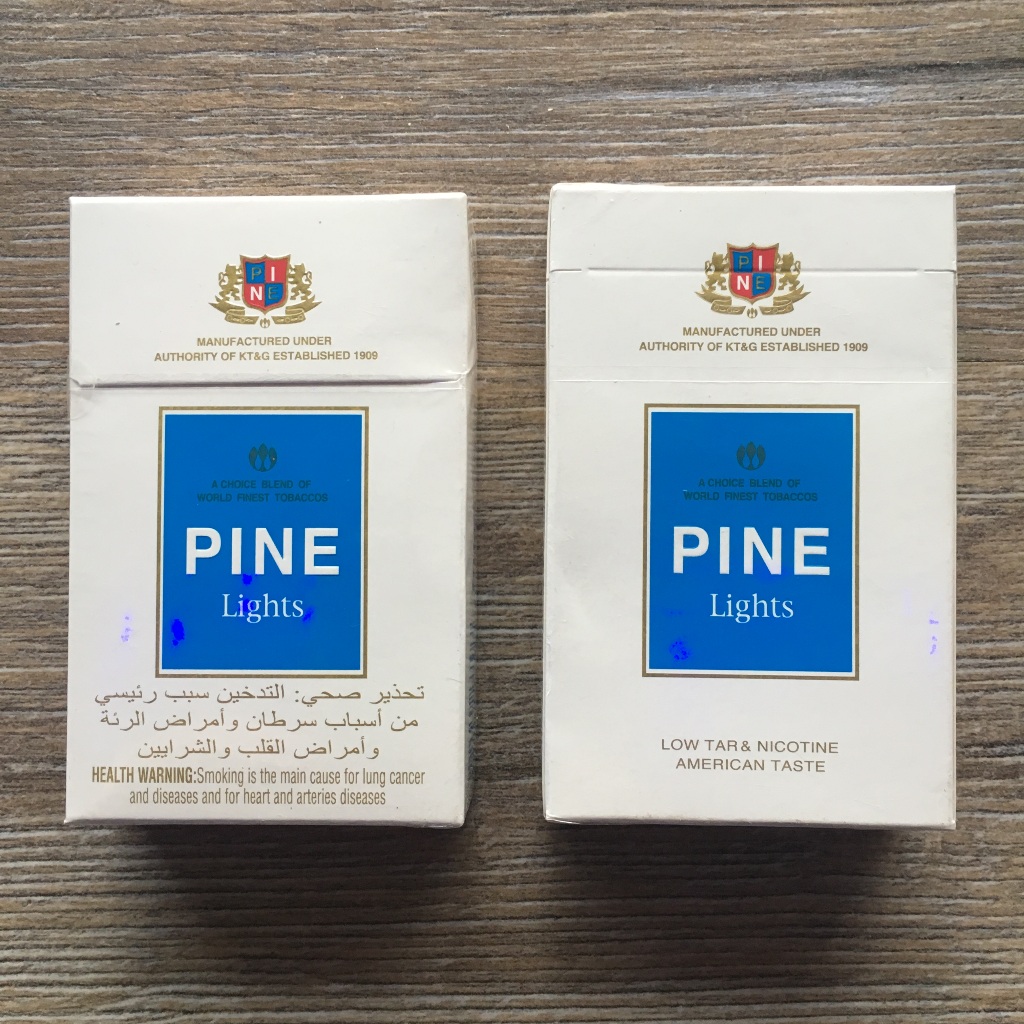 P I
N E
MANUFACTURED UNDER
AUTHORITY OF KT&G ESTABLISHED 1909
A CHOICE BLEND OF
WORLD FINEST TOBACCOS
PINE
Lights
تحذير صحي: التدخين سبب رئيسي
من أسباب سرطان وأمراض الرئة
وأمراض القلب والشرايين
HEALTH WARNING:Smoking is the main cause for lung cancer
and diseases and for heart and arteries diseases
P I
N E
MANUFACTURED UNDER
AUTHORITY OF KT&G ESTABLISHED 1909
A CHOICE BLEND OF
WORLD FINEST TOBACCOS
PINE
Lights
LOW TAR & NICOTINE
AMERICAN TASTE